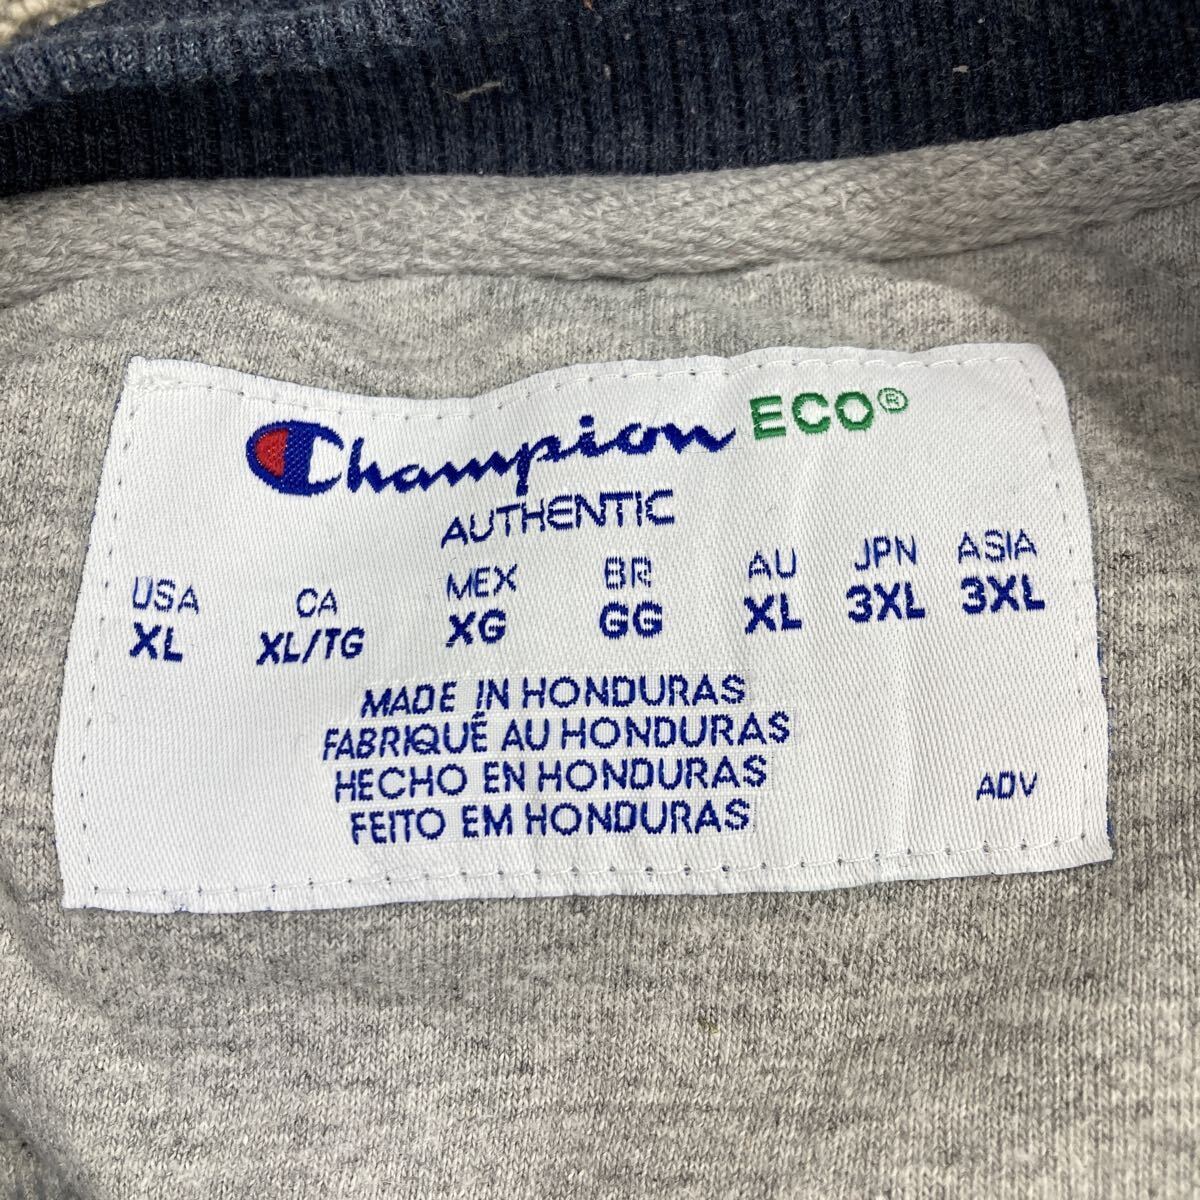 Champion ECO®
AUTHENTIC
USA CA MEX BR AU JPN ASIA
XL XL/TG XG GG XL 3XL 3XL
MADE IN HONDURAS
FABRIQUÉ AU HONDURAS
HECHO EN HONDURAS
FEITO EM HONDURAS
ADV